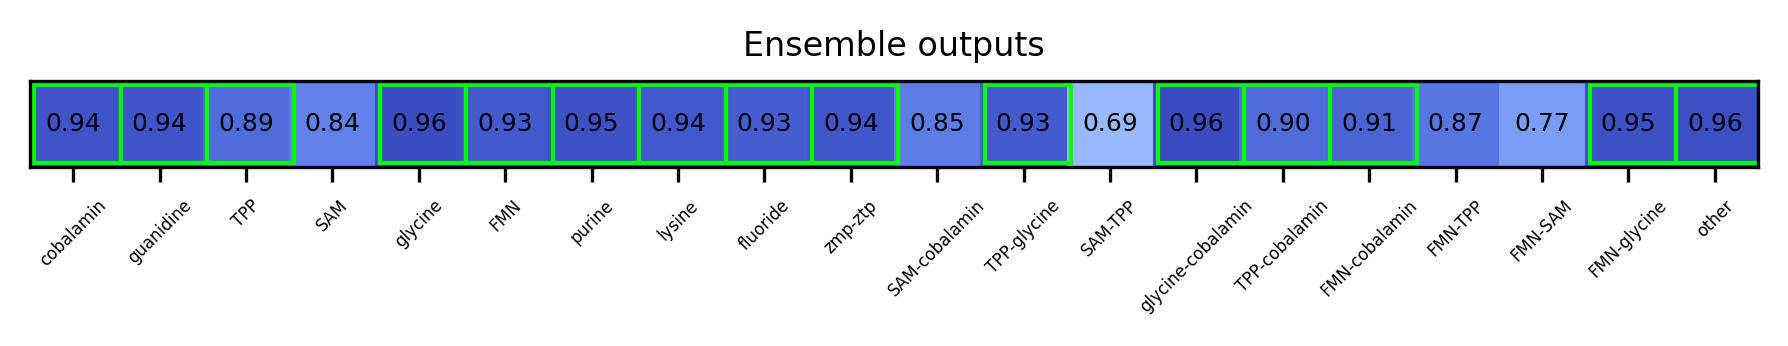 Ensemble outputs
0.94 0.94 0.89 0.84 0.96 0.93 0.95 0.94 0.93 0.94 0.85 0.93 0.69 0.96 0.90 0.91 0.87 0.77 0.95 0.96
cobalamin guanidine TPP SAM glycine FMN purine lysine fluoride zmp-ztp SAM-cobalamin TPP-glycine SAM-TPP glycine-cobalamin TPP-cobalamin FMN-cobalamin FMN-TPP FMN-SAM FMN-glycine other